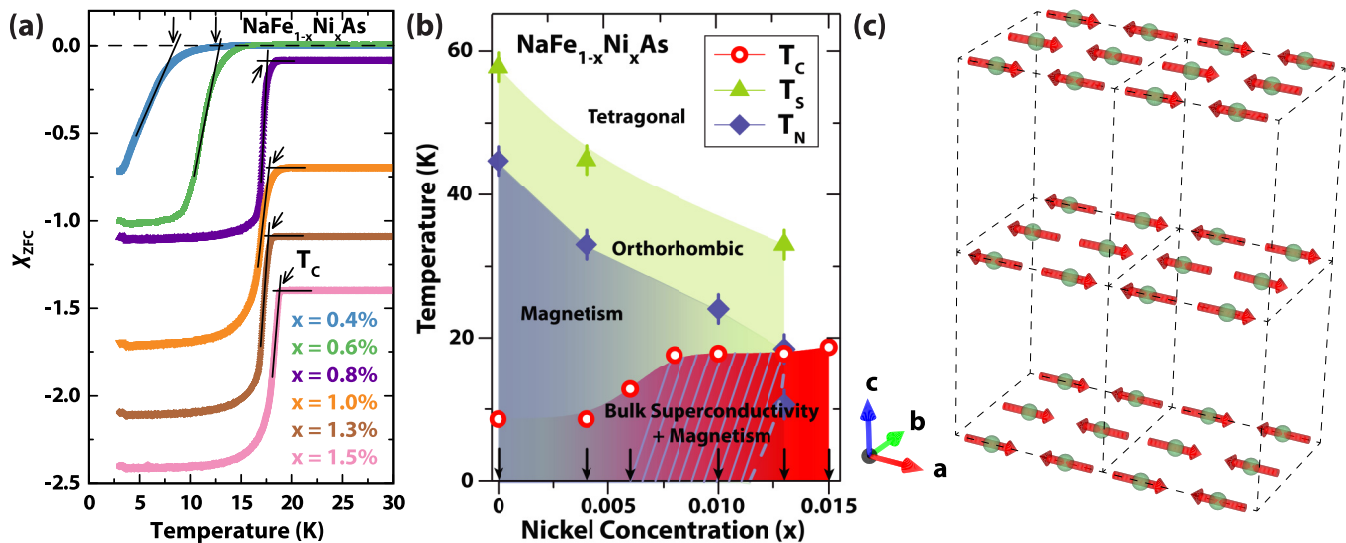 (a)
NaFe1-xNixAs
0.0
-0.5
-1.0
-1.5
-2.0
-2.5
χZFC
TC
x = 0.4%
x = 0.6%
x = 0.8%
x = 1.0%
x = 1.3%
x = 1.5%
0 5 10 15 20 25 30
Temperature (K)
(b)
NaFe1-xNixAs
TC
TS
TN
Tetragonal
Orthorhombic
Magnetism
Bulk Superconductivity
+ Magnetism
60
40
20
0
Temperature (K)
0 0.005 0.010 0.015
Nickel Concentration (x)
(c)
c
b
a